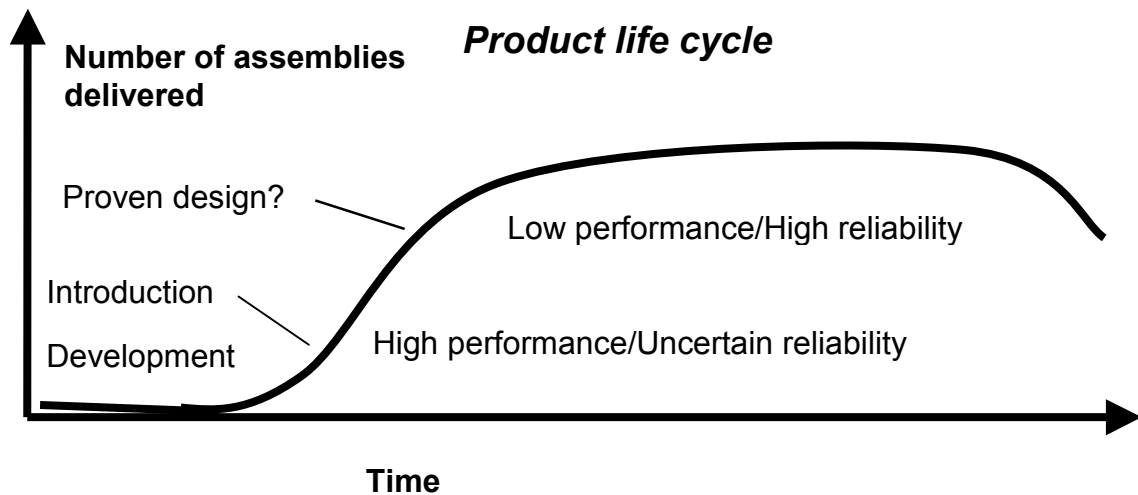 Product life cycle
Number of assemblies
delivered
Proven design?
Low performance/High reliability
Introduction
High performance/Uncertain reliability
Development
Time